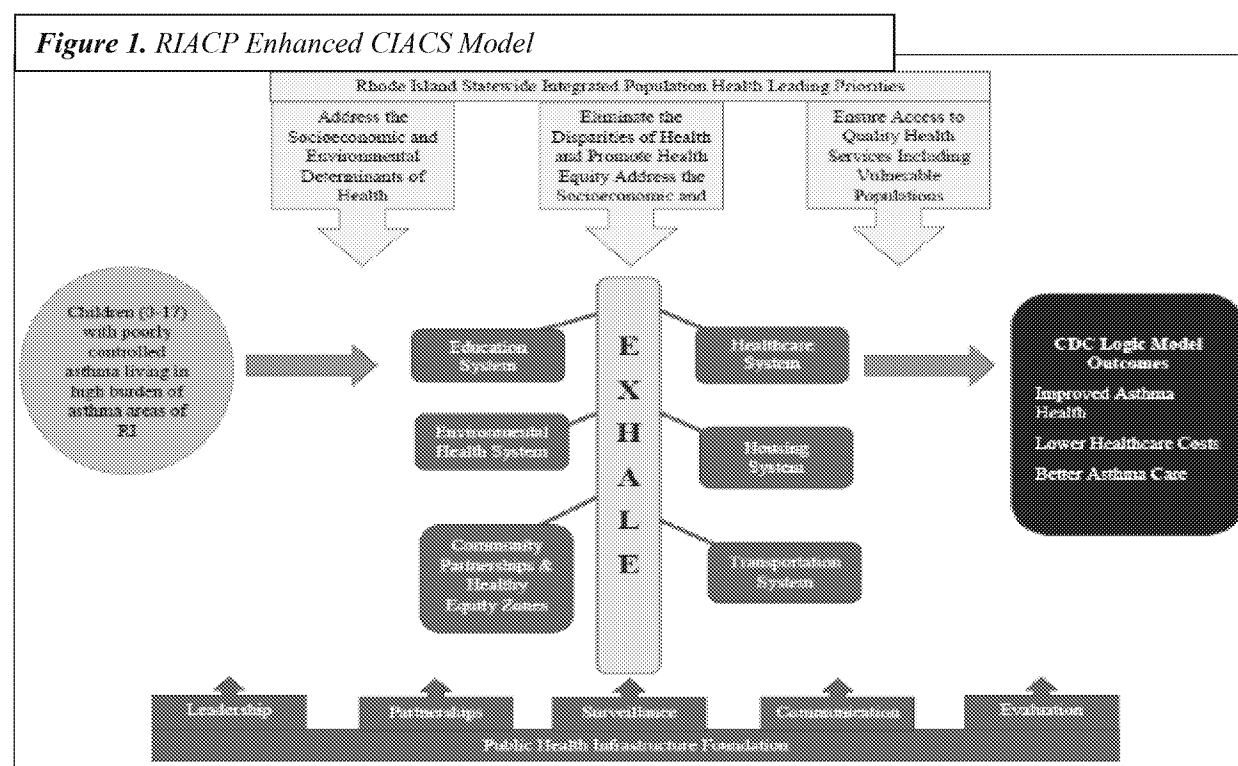 Figure 1. RIACP Enhanced CIACS Model
Rhode Island Statewide Integrated Population Health Leading Priorities
Address the
Socioeconomic and
Environmental
Determinants of
Health
Eliminate the
Disparities of Health
and Promote Health
Equity Address the
Socioeconomic and
Ensure Access to
Quality Health
Services Including
Vulnerable
Populations
Children (3-17)
with poorly
controlled
asthma living in
high burden of
asthma areas of
RI
Education
System
Environmental
Health System
Community
Partnerships &
Healthy
Equity Zones
E
X
H
A
L
E
Healthcare
System
Housing
System
Transportation
System
CDC Logic Model
Outcomes
Improved Asthma
Health
Lower Healthcare Costs
Better Asthma Care
Leadership
Partnerships
Surveillance
Communication
Evaluation
Public Health Infrastructure Foundation